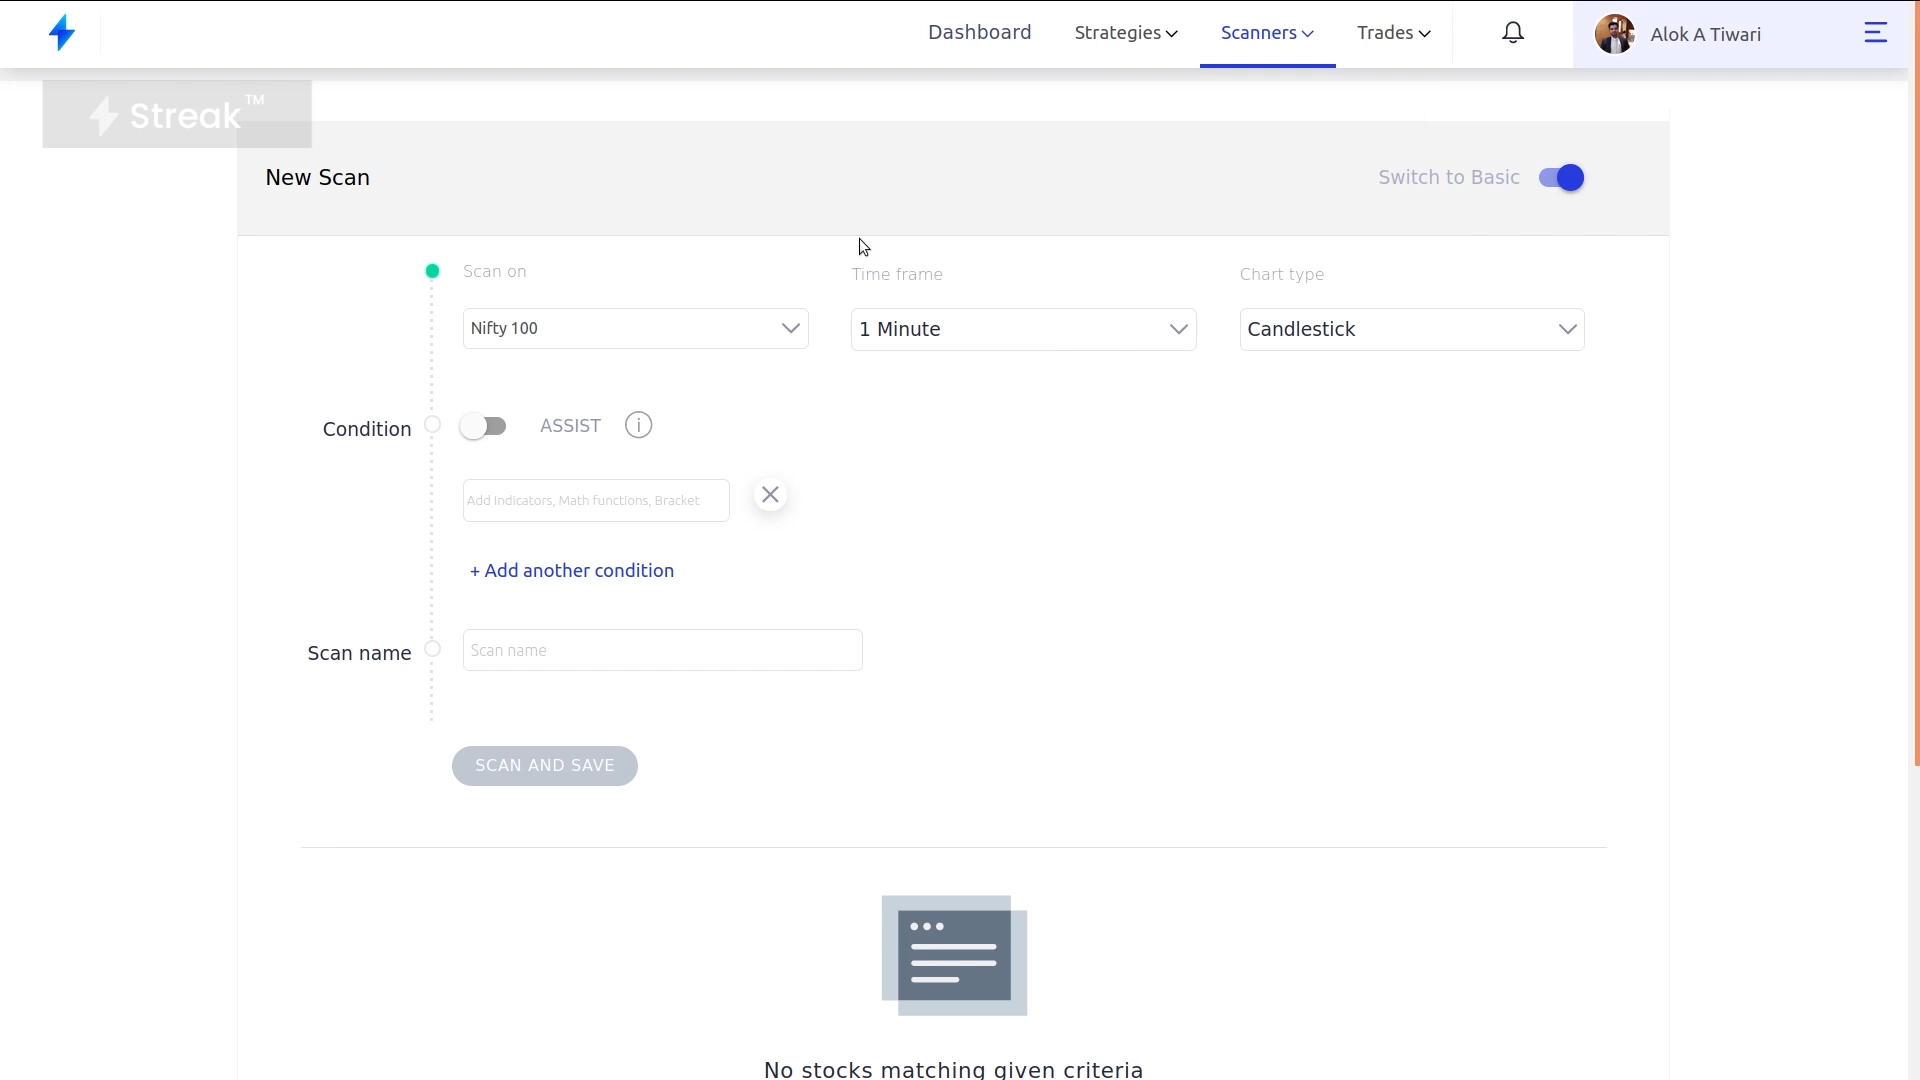 Dashboard
Strategies
Scanners
Trades
Alok A Tiwari
Streak™
New Scan
Switch to Basic
Scan on
Time frame
Chart type
Nifty 100
1 Minute
Candlestick
Condition
ASSIST
Add Indicators, Math functions, Bracket
+ Add another condition
Scan name
Scan name
SCAN AND SAVE
No stocks matching given criteria